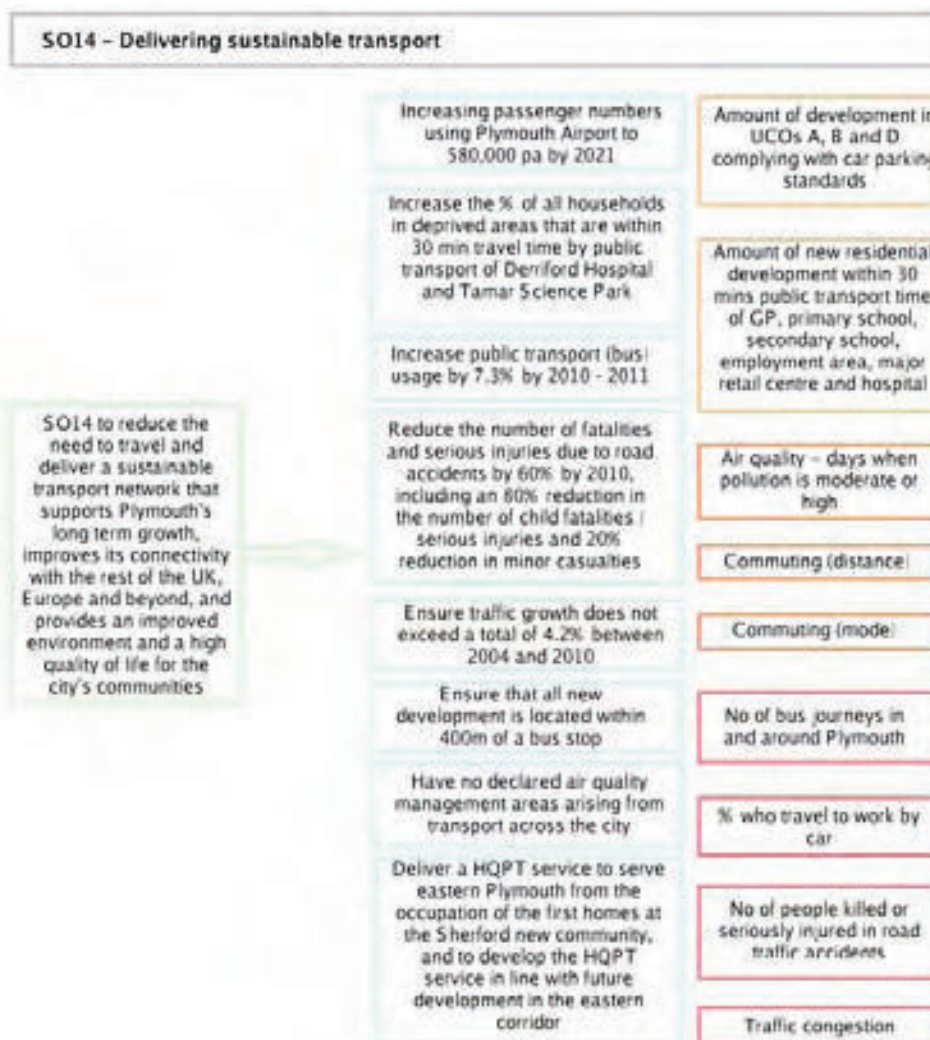 SO14 – Delivering sustainable transport
SO14 to reduce the
need to travel and
deliver a sustainable
transport network that
supports Plymouth's
long term growth,
improves its connectivity
with the rest of the UK,
Europe and beyond, and
provides an improved
environment and a high
quality of life for the
city's communities
Increasing passenger numbers
using Plymouth Airport to
580,000 pa by 2021
Increase the % of all households
in deprived areas that are within
30 min travel time by public
transport of Derriford Hospital
and Tamar Science Park
Increase public transport (bus)
usage by 7.3% by 2010 - 2011
Reduce the number of fatalities
and serious injuries due to road
accidents by 60% by 2010,
including an 80% reduction in
the number of child fatalities /
serious injuries and 20%
reduction in minor casualties
Ensure traffic growth does not
exceed a total of 4.2% between
2004 and 2010
Ensure that all new
development is located within
400m of a bus stop
Have no declared air quality
management areas arising from
transport across the city
Deliver a HQPT service to serve
eastern Plymouth from the
occupation of the first homes at
the Sherford new community,
and to develop the HQPT
service in line with future
development in the eastern
corridor
Amount of development in
UCOs A, B and D
complying with car parking
standards
Amount of new residential
development within 30
mins public transport time
of GP, primary school,
secondary school,
employment area, major
retail centre and hospital
Air quality – days when
pollution is moderate or
high
Commuting (distance)
Commuting (mode)
No of bus journeys in
and around Plymouth
% who travel to work by
car
No of people killed or
seriously injured in road
traffic accidents
Traffic congestion